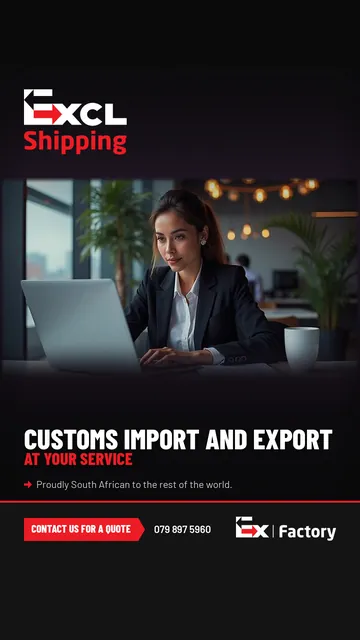 EXCL
Shipping
CUSTOMS IMPORT AND EXPORT
AT YOUR SERVICE
Proudly South African to the rest of the world.
CONTACT US FOR A QUOTE
079 897 5960
Ex | Factory